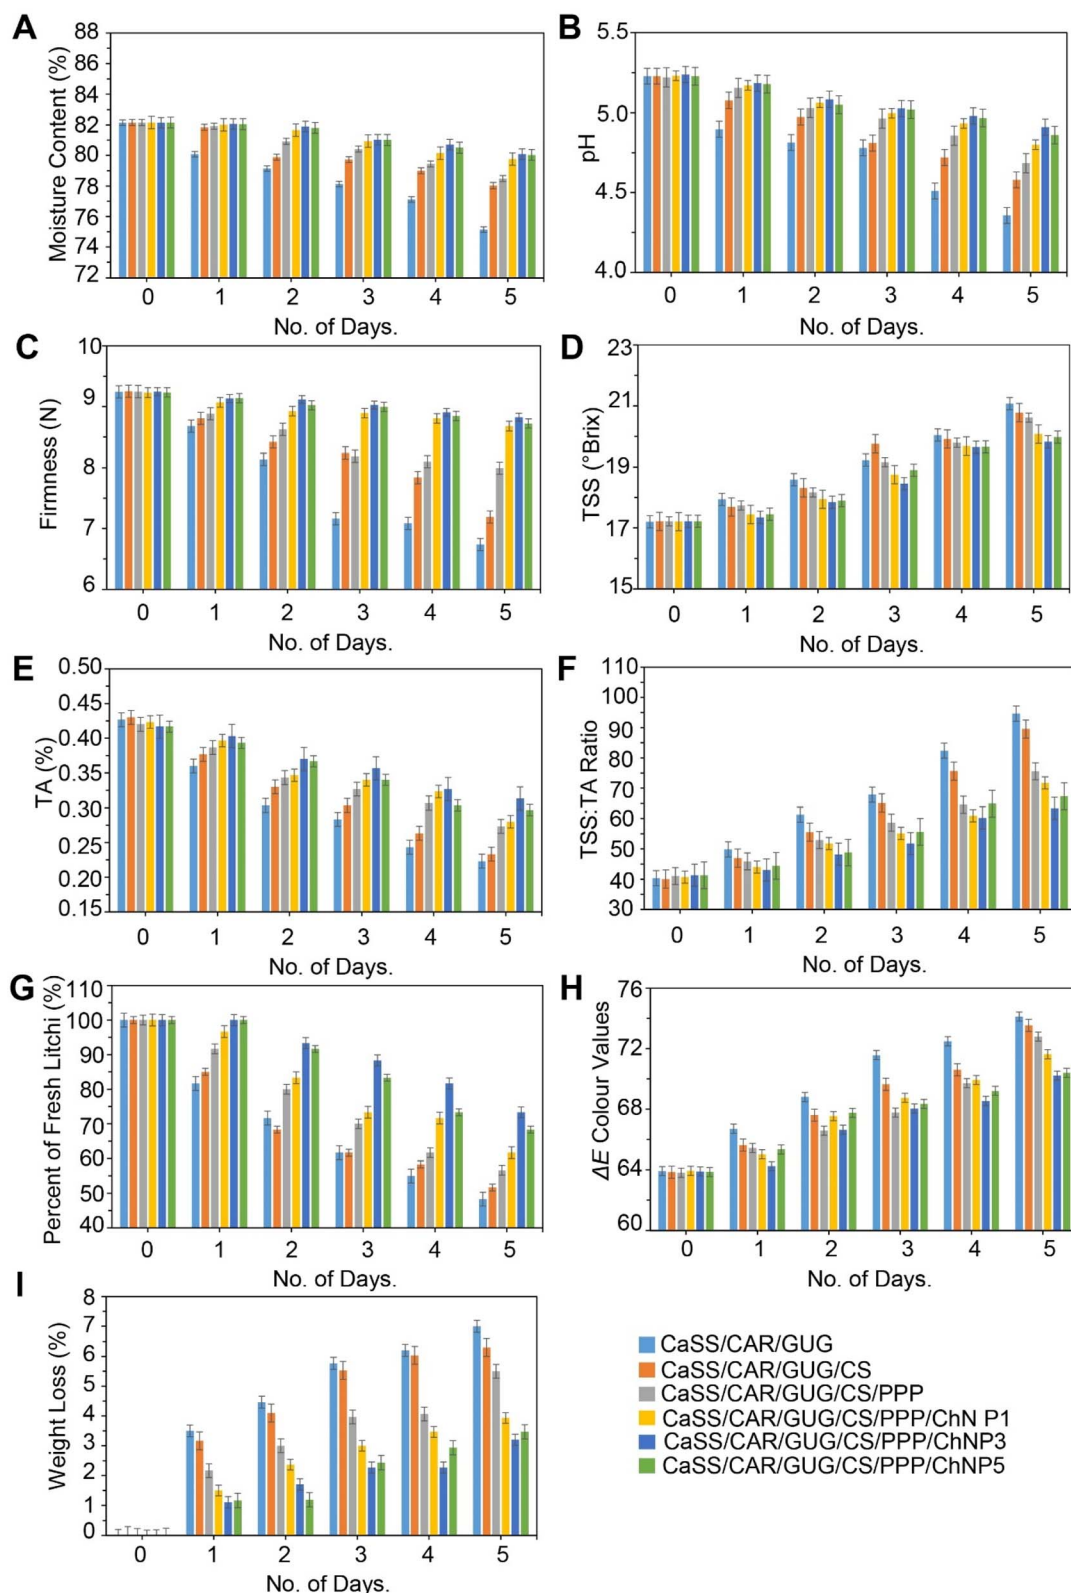 A
Moisture Content (%)
88
86
84
82
80
78
76
74
72
0 1 2 3 4 5
No. of Days.
B
pH
5.5
5.0
4.5
4.0
0 1 2 3 4 5
No. of Days.
C
Firmness (N)
10
9
8
7
6
0 1 2 3 4 5
No. of Days.
D
TSS (°Brix)
23
21
19
17
15
0 1 2 3 4 5
No. of Days.
E
TA (%)
0.50
0.45
0.40
0.35
0.30
0.25
0.20
0.15
0 1 2 3 4 5
No. of Days.
F
TSS:TA Ratio
110
100
90
80
70
60
50
40
30
0 1 2 3 4 5
No. of Days.
G
Percent of Fresh Litchi (%)
110
100
90
80
70
60
50
40
0 1 2 3 4 5
No. of Days.
H
ΔE Colour Values
76
72
68
64
60
0 1 2 3 4 5
No. of Days.
I
Weight Loss (%)
8
7
6
5
4
3
2
1
0
0 1 2 3 4 5
No. of Days.
CaSS/CAR/GUG
CaSS/CAR/GUG/CS
CaSS/CAR/GUG/CS/PPP
CaSS/CAR/GUG/CS/PPP/ChN P1
CaSS/CAR/GUG/CS/PPP/ChNP3
CaSS/CAR/GUG/CS/PPP/ChNP5